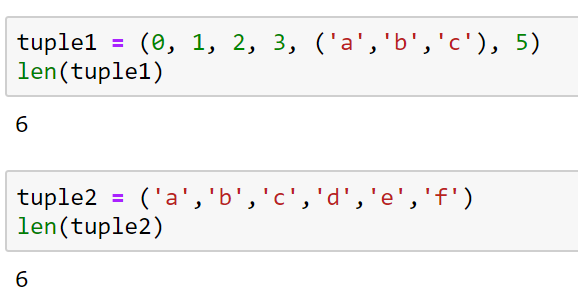 tuple1 = (0, 1, 2, 3, ('a','b','c'), 5)
len(tuple1)
6
tuple2 = ('a','b','c','d','e','f')
len(tuple2)
6